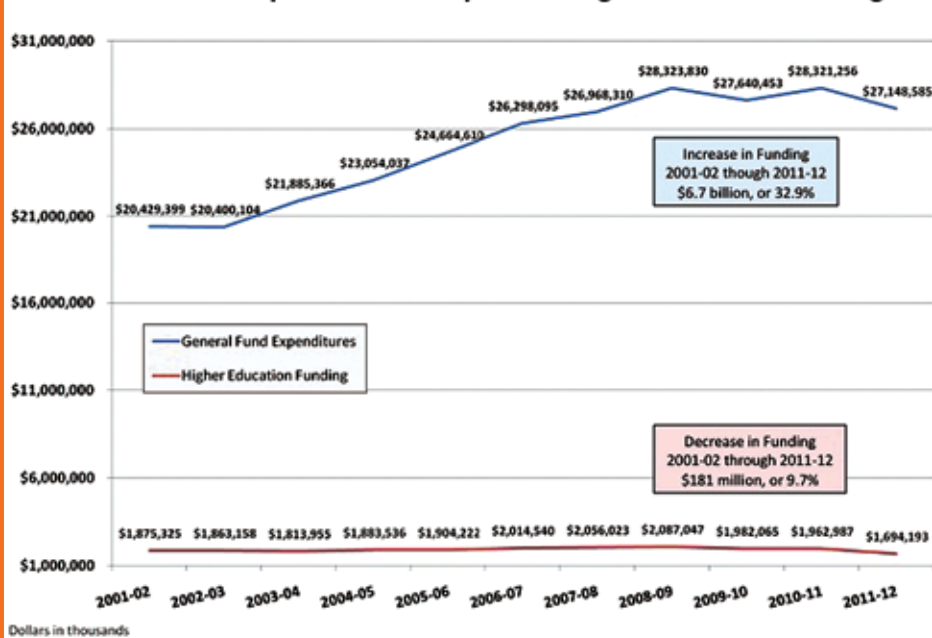 $31,000,000
$28,323,830
$28,321,256
$27,640,453
$27,148,585
$26,968,310
$26,298,095
$26,000,000
$24,664,610
$23,054,037
$21,885,366
$20,429,399 $20,400,104
$21,000,000
Increase in Funding
2001-02 though 2011-12
$6.7 billion, or 32.9%
$16,000,000
General Fund Expenditures
Higher Education Funding
$11,000,000
Decrease in Funding
2001-02 through 2011-12
$181 million, or 9.7%
$6,000,000
$1,875,325 $1,863,158 $1,813,955 $1,883,536 $1,904,222 $2,014,540 $2,056,023 $2,087,047 $1,982,065 $1,962,987 $1,694,193
$1,000,000
2001-02 2002-03 2003-04 2004-05 2005-06 2006-07 2007-08 2008-09 2009-10 2010-11 2011-12
Dollars in thousands